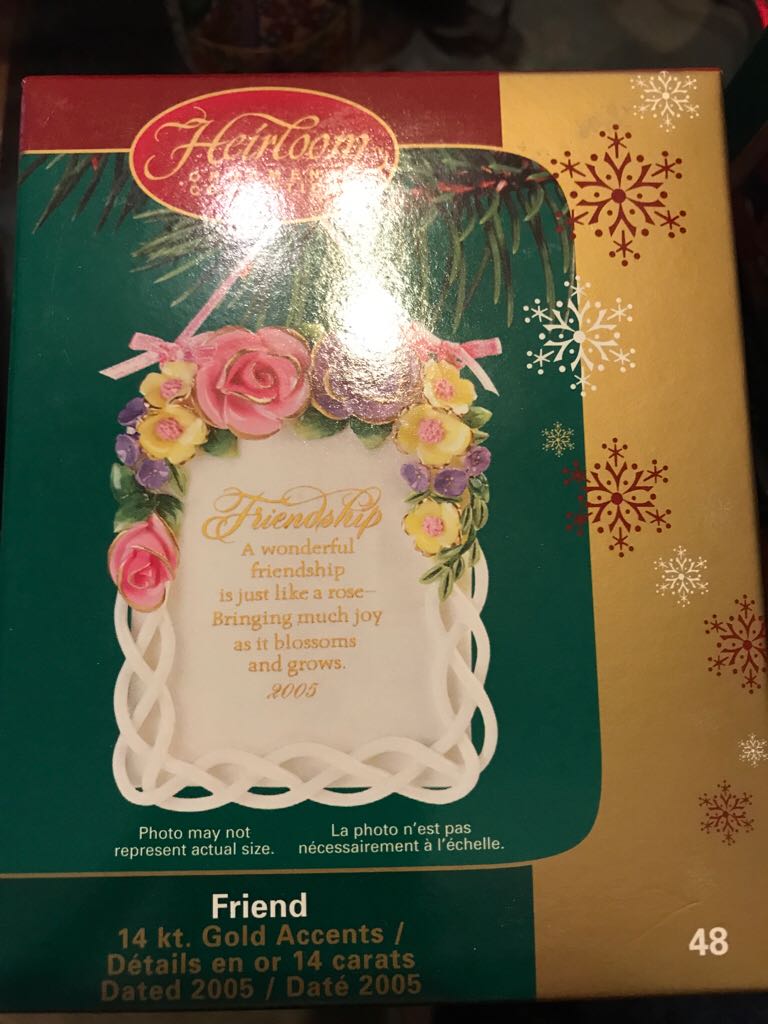 Heirloom
ORNAMENT
COLLECTION
Friendship
A wonderful
friendship
is just like a rose–
Bringing much joy
as it blossoms
and grows.
2005
Photo may not
represent actual size.
La photo n'est pas
nécessairement à l'échelle.
Friend
14 kt. Gold Accents /
Détails en or 14 carats
Dated 2005 / Daté 2005
48